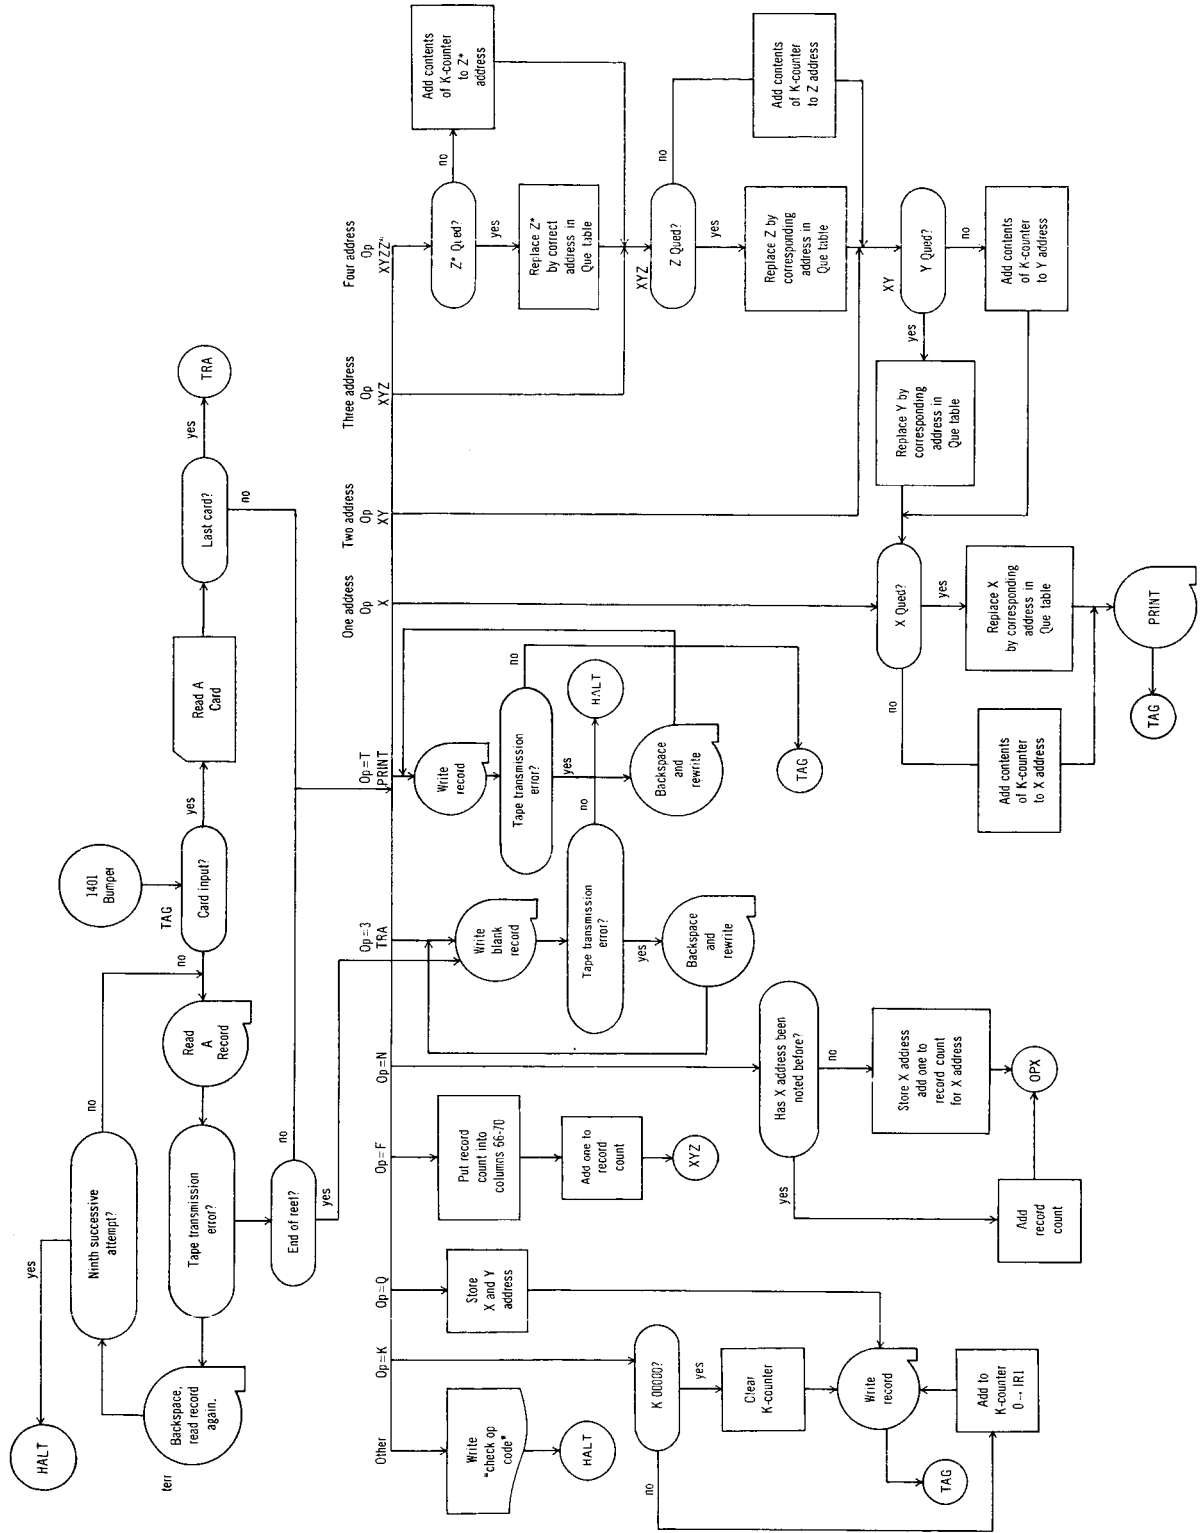 HALT
yes
Ninth successive
attempt?
no
1401
Bumper
terr
Backspace,
read record
again.
Tape transmission
error?
Read
A
Record
no
TAG
Card input?
yes
Read A
Card
Last card?
yes
TRA
no
End of reel?
no
yes
Other
Op=K
Op=Q
Op=F
Op=N
Op=3
TRA
Op=T
PRINT
One address
Op
X
Two address
Op
XY
Three address
Op
XYZ
Four address
Op
XYZZ*
Write
"check op
code"
HALT
Store
X and Y
address
Put record
count into
columns 66-70
Add one to
record
count
XYZ
Write
blank
record
Tape transmission
error?
no
HALT
yes
Backspace
and
rewrite
Write
record
Tape transmission
error?
no
yes
Backspace
and
rewrite
TAG
Z* Qued?
no
Add contents
of K-counter
to Z*
address
yes
Replace Z*
by correct
address in
Que table
XYZ
Z Qued?
no
Add contents
of K-counter
to Z address
yes
Replace Z by
corresponding
address in
Que table
XY
Y Qued?
no
Add contents
of K-counter
to Y address
yes
Replace Y by
corresponding
address in
Que table
K 00000?
no
yes
Clear
K-counter
Write
record
TAG
Add to
K-counter
0→IR1
Has X address been
noted before?
yes
no
Add
record
count
Store X address
add one to
record count
for X address
OPX
X Qued?
no
yes
Add contents
of K-counter
to X address
Replace X
by corresponding
address in
Que table
PRINT
TAG